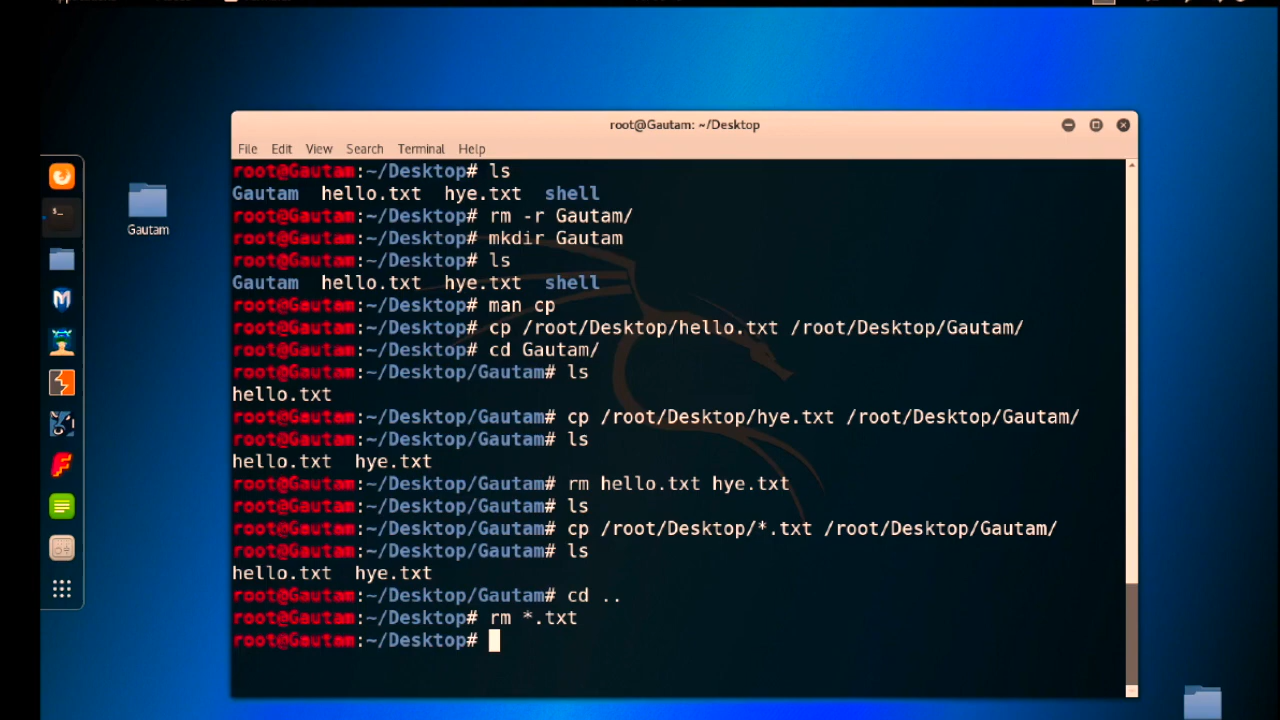 root@Gautam: ~/Desktop
File Edit View Search Terminal Help
root@Gautam:~/Desktop# ls
Gautam hello.txt hye.txt shell
root@Gautam:~/Desktop# rm -r Gautam/
root@Gautam:~/Desktop# mkdir Gautam
root@Gautam:~/Desktop# ls
Gautam hello.txt hye.txt shell
root@Gautam:~/Desktop# man cp
root@Gautam:~/Desktop# cp /root/Desktop/hello.txt /root/Desktop/Gautam/
root@Gautam:~/Desktop# cd Gautam/
root@Gautam:~/Desktop/Gautam# ls
hello.txt
root@Gautam:~/Desktop/Gautam# cp /root/Desktop/hye.txt /root/Desktop/Gautam/
root@Gautam:~/Desktop/Gautam# ls
hello.txt hye.txt
root@Gautam:~/Desktop/Gautam# rm hello.txt hye.txt
root@Gautam:~/Desktop/Gautam# ls
root@Gautam:~/Desktop/Gautam# cp /root/Desktop/*.txt /root/Desktop/Gautam/
root@Gautam:~/Desktop/Gautam# ls
hello.txt hye.txt
root@Gautam:~/Desktop/Gautam# cd ..
root@Gautam:~/Desktop# rm *.txt
root@Gautam:~/Desktop#
Gautam